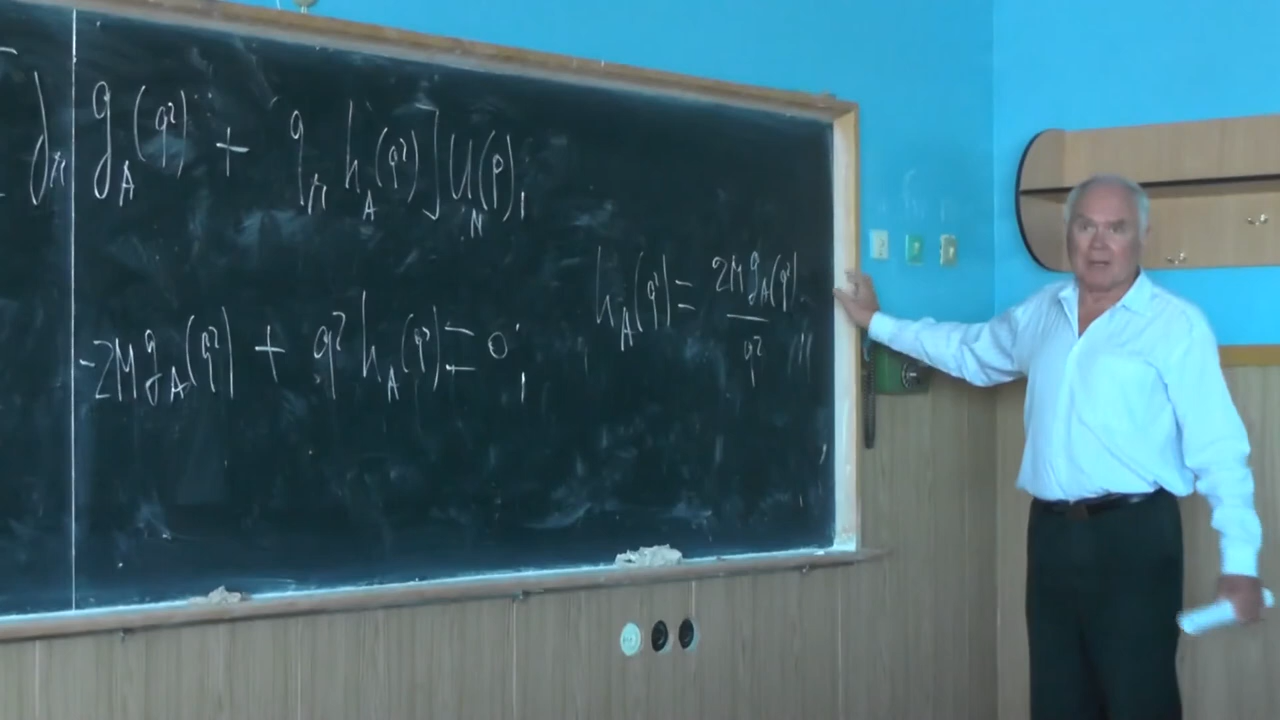 γ_μ g_A(q²) + q_μ h_A(q²)] U_N(p),
-2M g_A(q²) + q² h_A(q²) = 0,
h_A(q²) = 2M g_A(q²) / q²